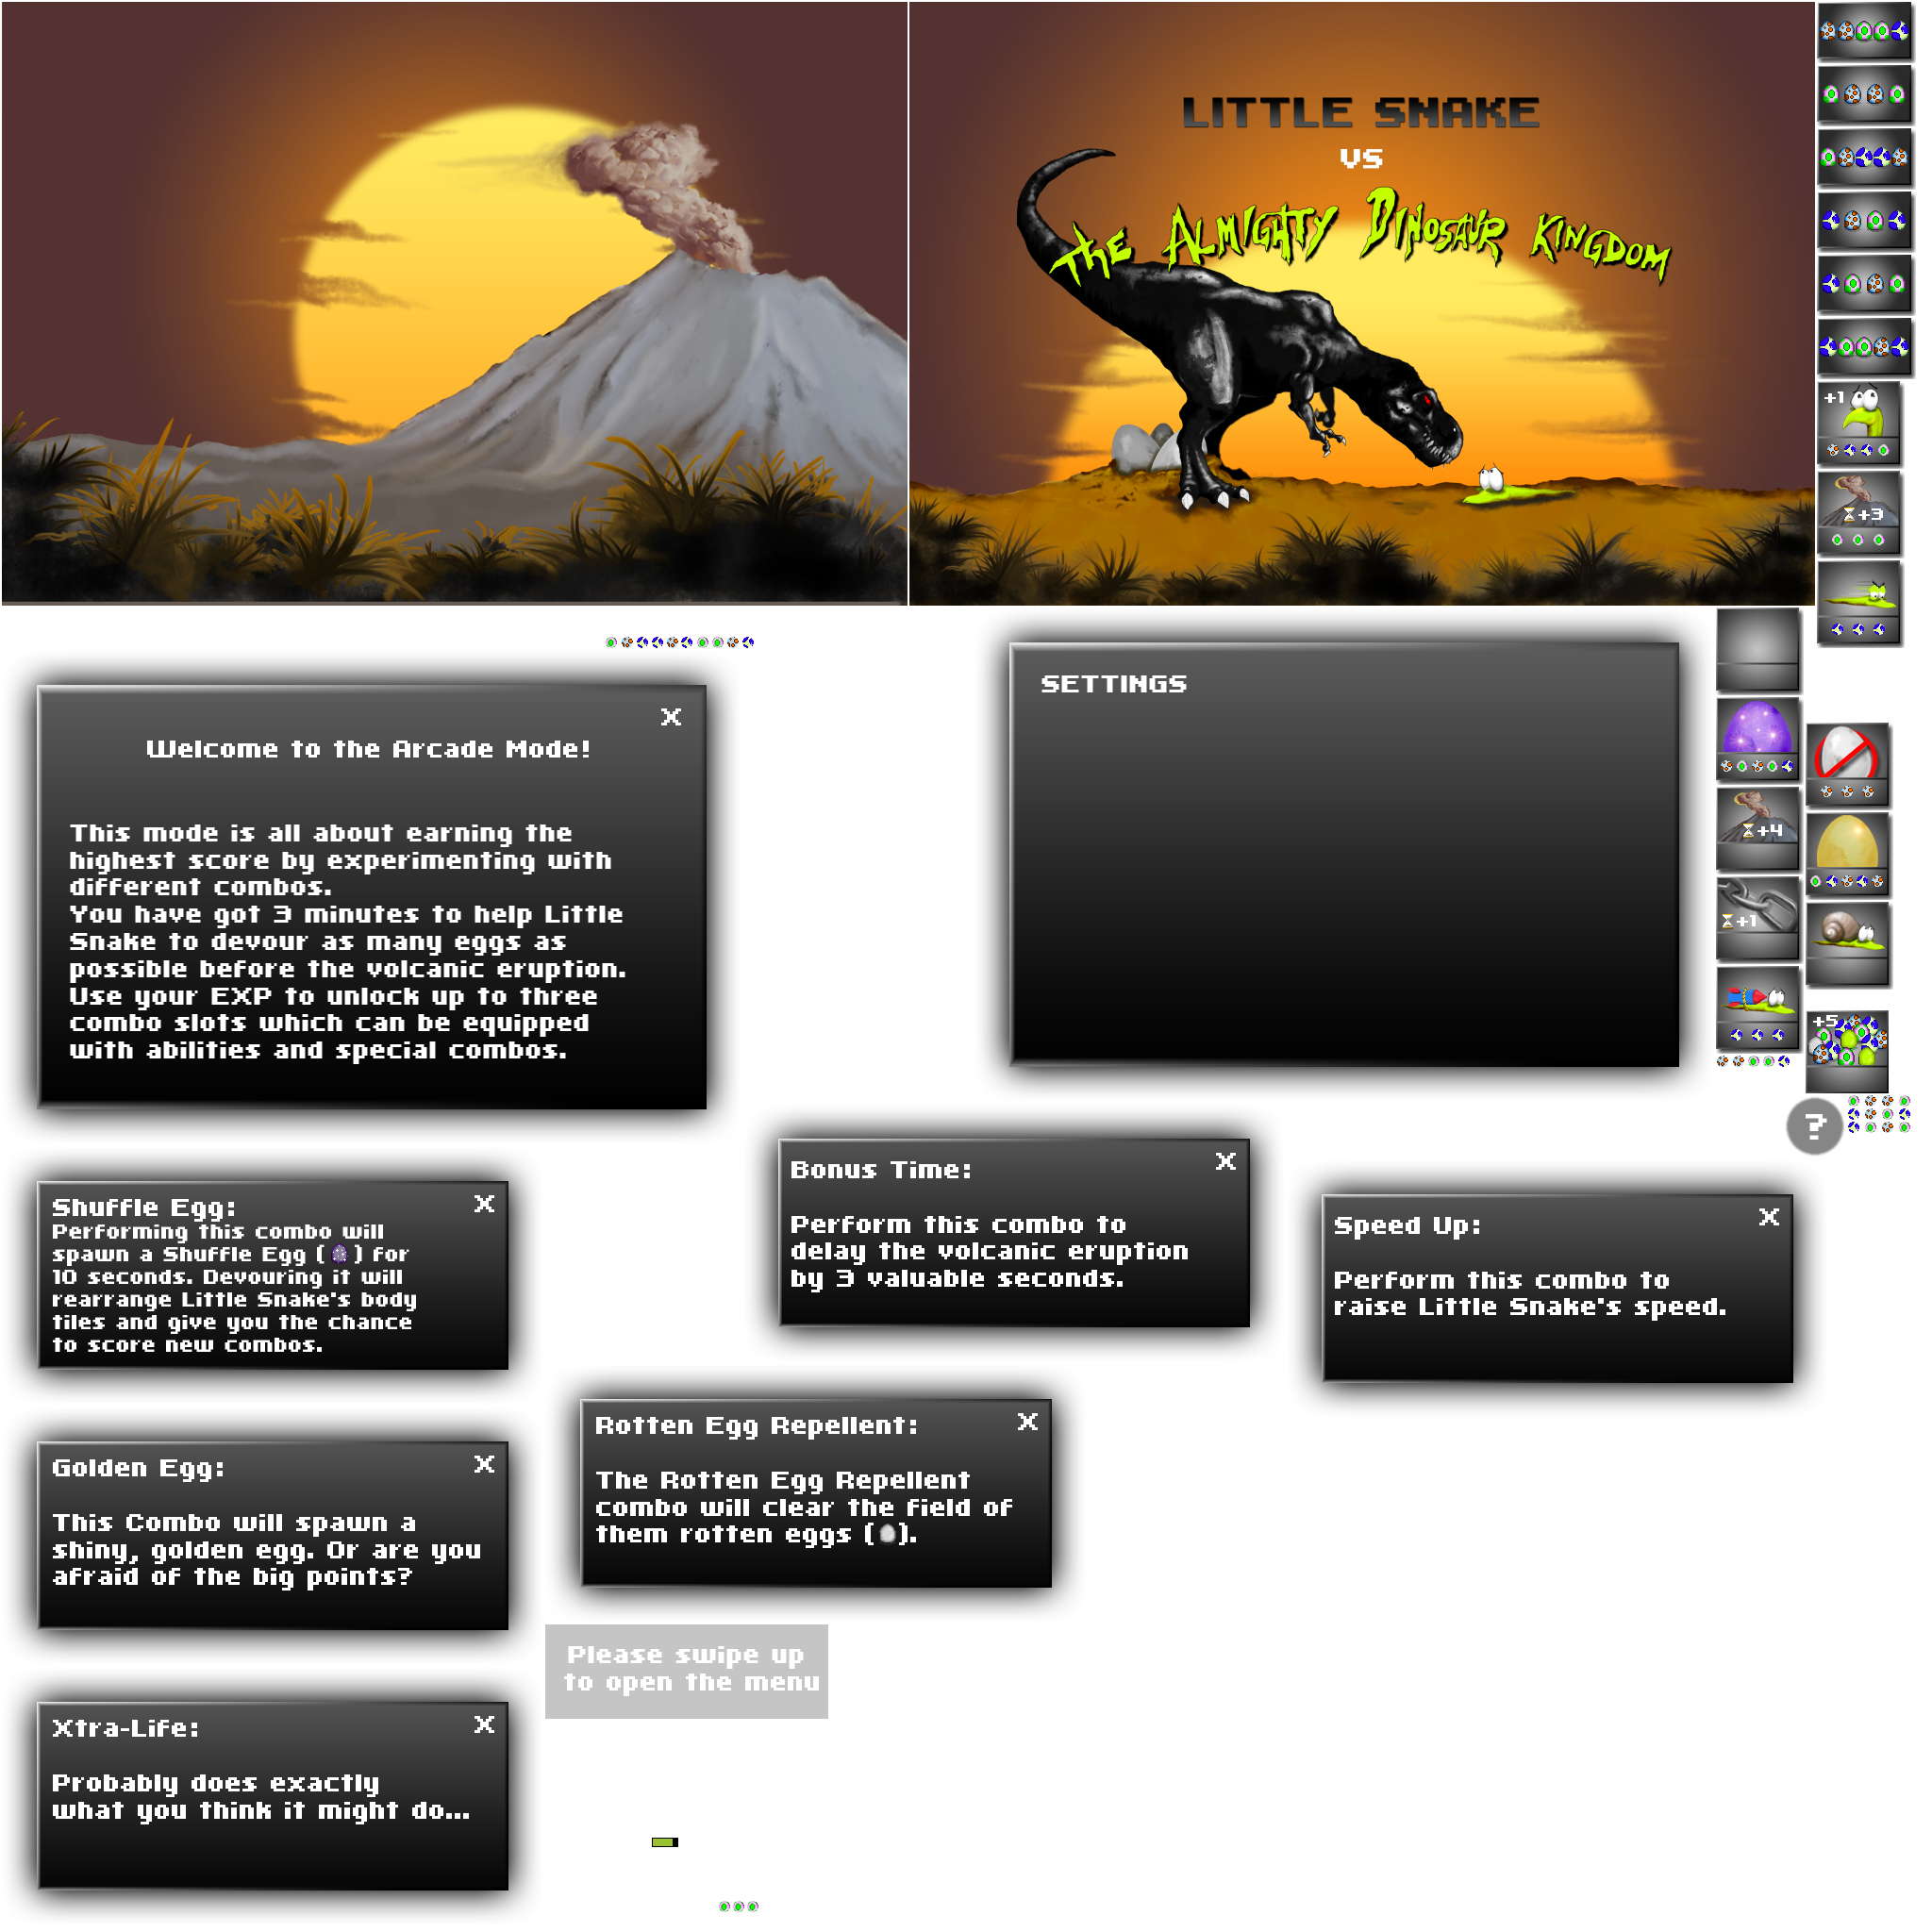 LITTLE SNAKE
VS
THE ALMIGHTY DINOSAUR KINGDOM
+1
+3
SETTINGS
X
Welcome to the Arcade Mode!
This mode is all about earning the
highest score by experimenting with
different combos.
You have got 3 minutes to help Little
Snake to devour as many eggs as
possible before the volcanic eruption.
Use your EXP to unlock up to three
combo slots which can be equipped
with abilities and special combos.
+4
+1
+5
?
Bonus Time:
X
Perform this combo to
delay the volcanic eruption
by 3 valuable seconds.
Shuffle Egg:
X
Performing this combo will
spawn a Shuffle Egg ( ) for
10 seconds. Devouring it will
rearrange Little Snake's body
tiles and give you the chance
to score new combos.
Speed Up:
X
Perform this combo to
raise Little Snake's speed.
Rotten Egg Repellent:
X
The Rotten Egg Repellent
combo will clear the field of
them rotten eggs ( ).
Golden Egg:
X
This Combo will spawn a
shiny, golden egg. Or are you
afraid of the big points?
Please swipe up
to open the menu
Xtra-Life:
X
Probably does exactly
what you think it might do...